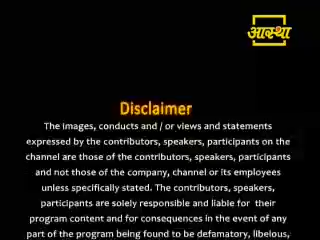 आस्था
Disclaimer
The images, conducts and / or views and statements
expressed by the contributors, speakers, participants on the
channel are those of the contributors, speakers, participants
and not those of the company, channel or its employees
unless specifically stated. The contributors, speakers,
participants are solely responsible and liable for their
program content and for consequences in the event of any
part of the program being found to be defamatory, libelous,